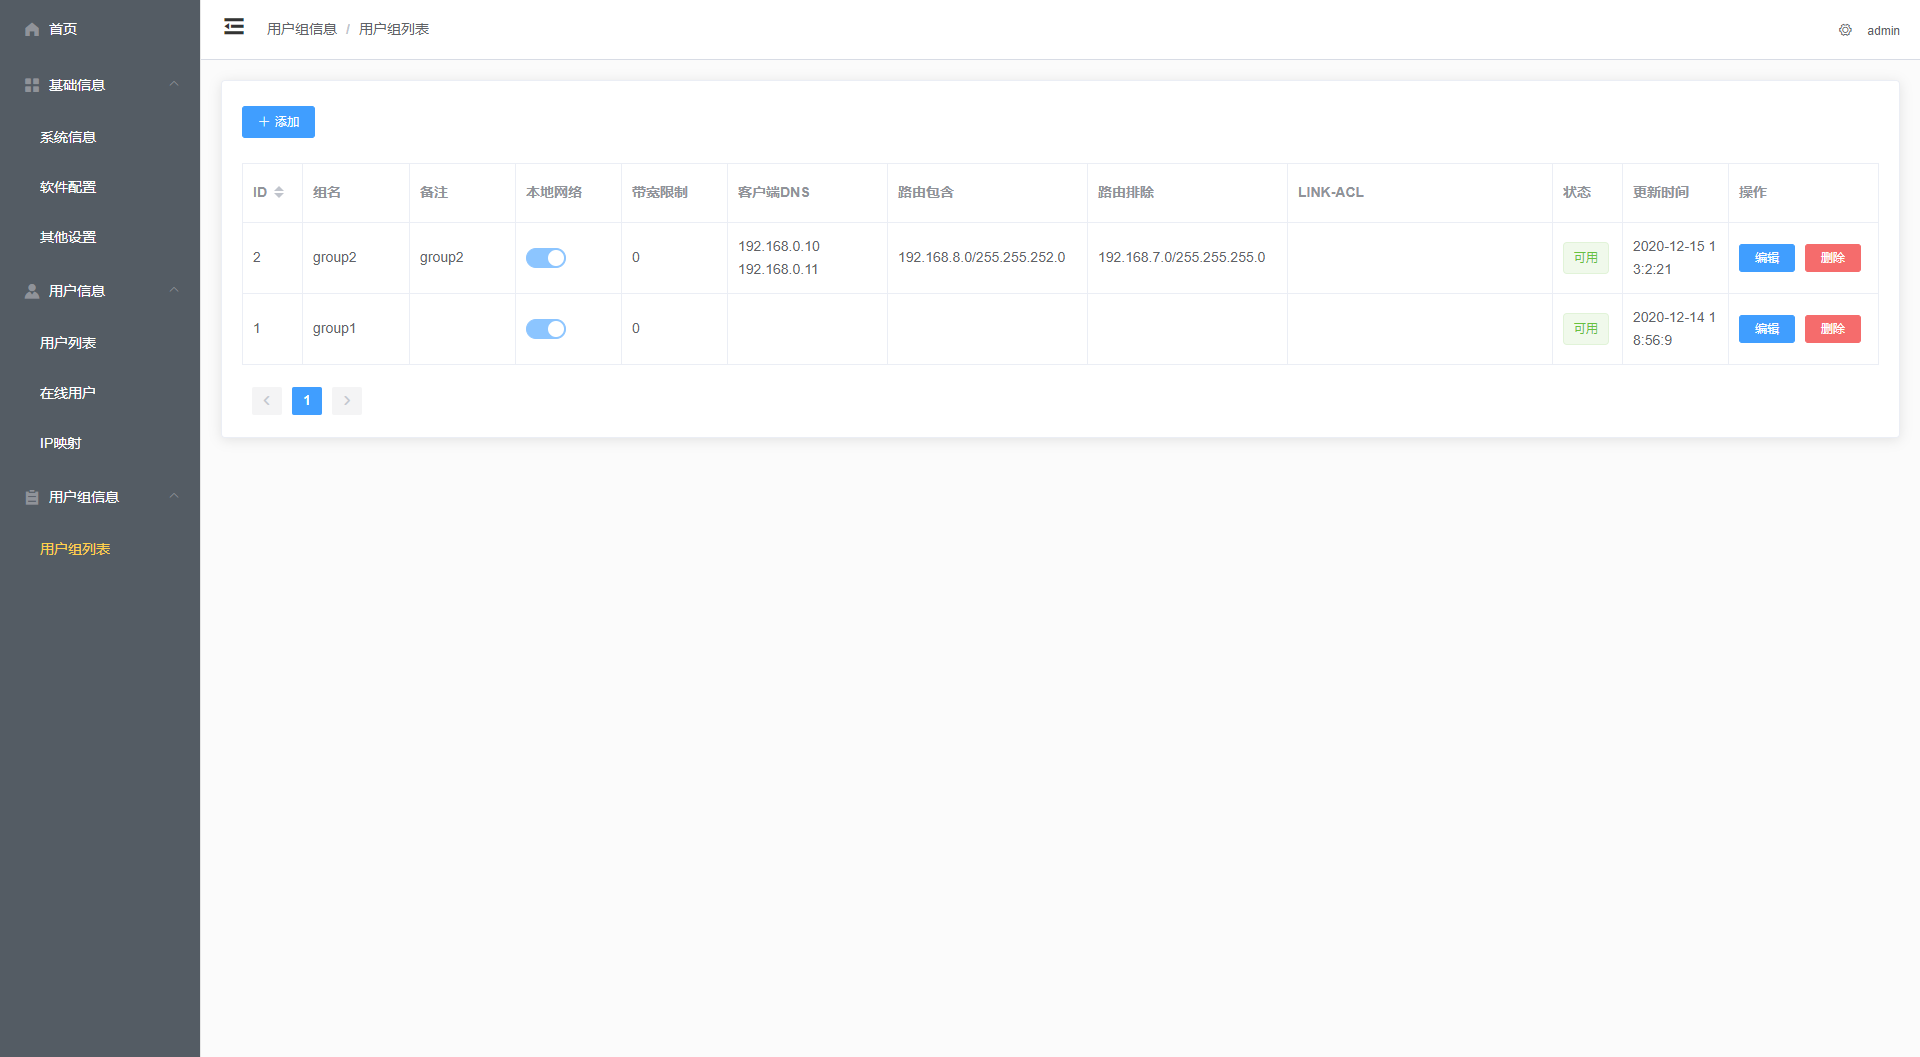 首页
基础信息
系统信息
软件配置
其他设置
用户信息
用户列表
在线用户
IP映射
用户组信息
用户组列表
用户组信息 / 用户组列表
admin
添加
ID 组名 备注 本地网络 带宽限制 客户端DNS 路由包含 路由排除 LINK-ACL 状态 更新时间 操作
2 group2 group2 0 192.168.0.10 192.168.8.0/255.255.252.0 192.168.7.0/255.255.255.0 可用 2020-12-15 1 编辑 删除
192.168.0.11 3:2:21
1 group1 0 可用 2020-12-14 1 编辑 删除
8:56:9
1